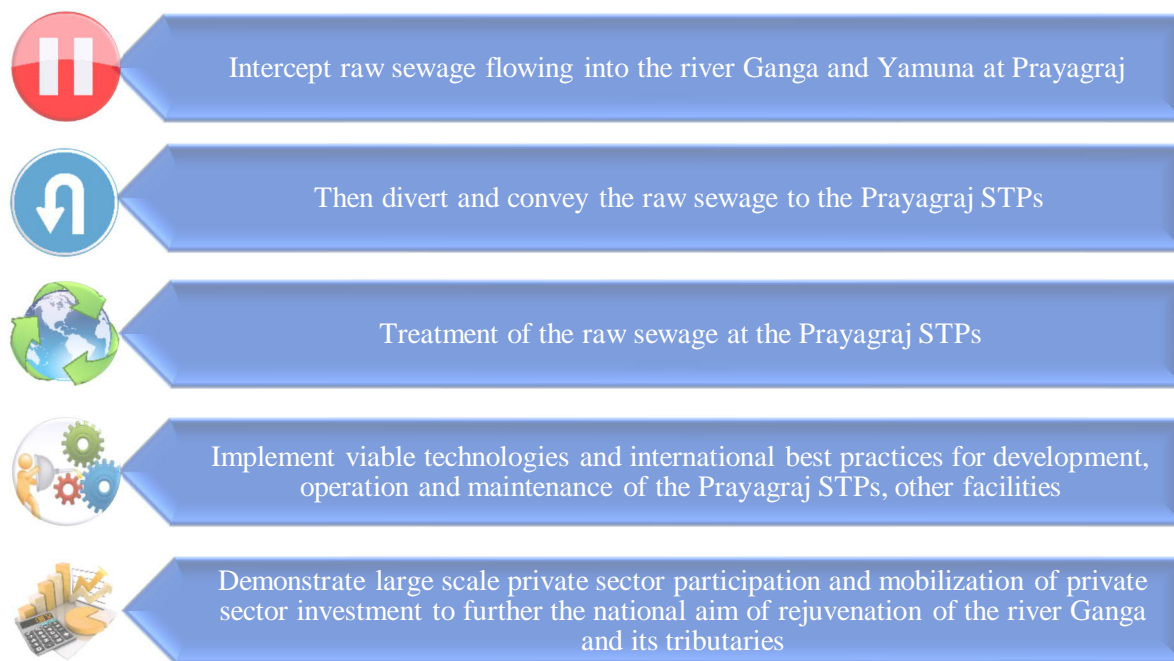 Intercept raw sewage flowing into the river Ganga and Yamuna at Prayagraj
Then divert and convey the raw sewage to the Prayagraj STPs
Treatment of the raw sewage at the Prayagraj STPs
Implement viable technologies and international best practices for development,
operation and maintenance of the Prayagraj STPs, other facilities
Demonstrate large scale private sector participation and mobilization of private
sector investment to further the national aim of rejuvenation of the river Ganga
and its tributaries